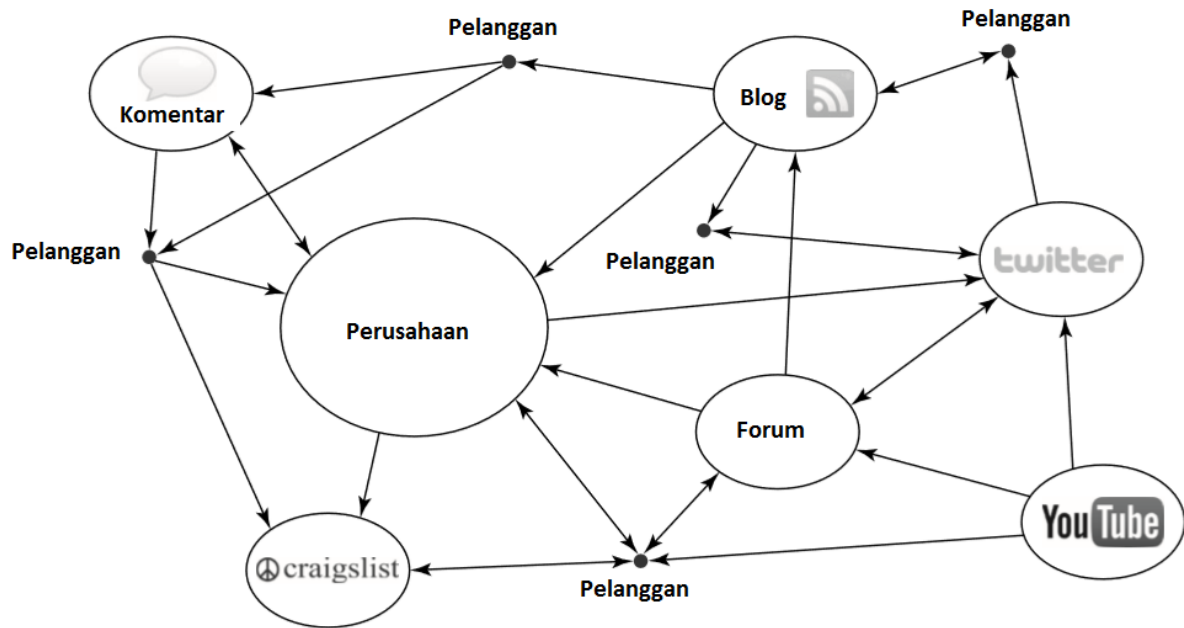 Pelanggan
Pelanggan
Komentar
Blog
Pelanggan
Pelanggan
twitter
Perusahaan
Forum
YouTube
craigslist
Pelanggan